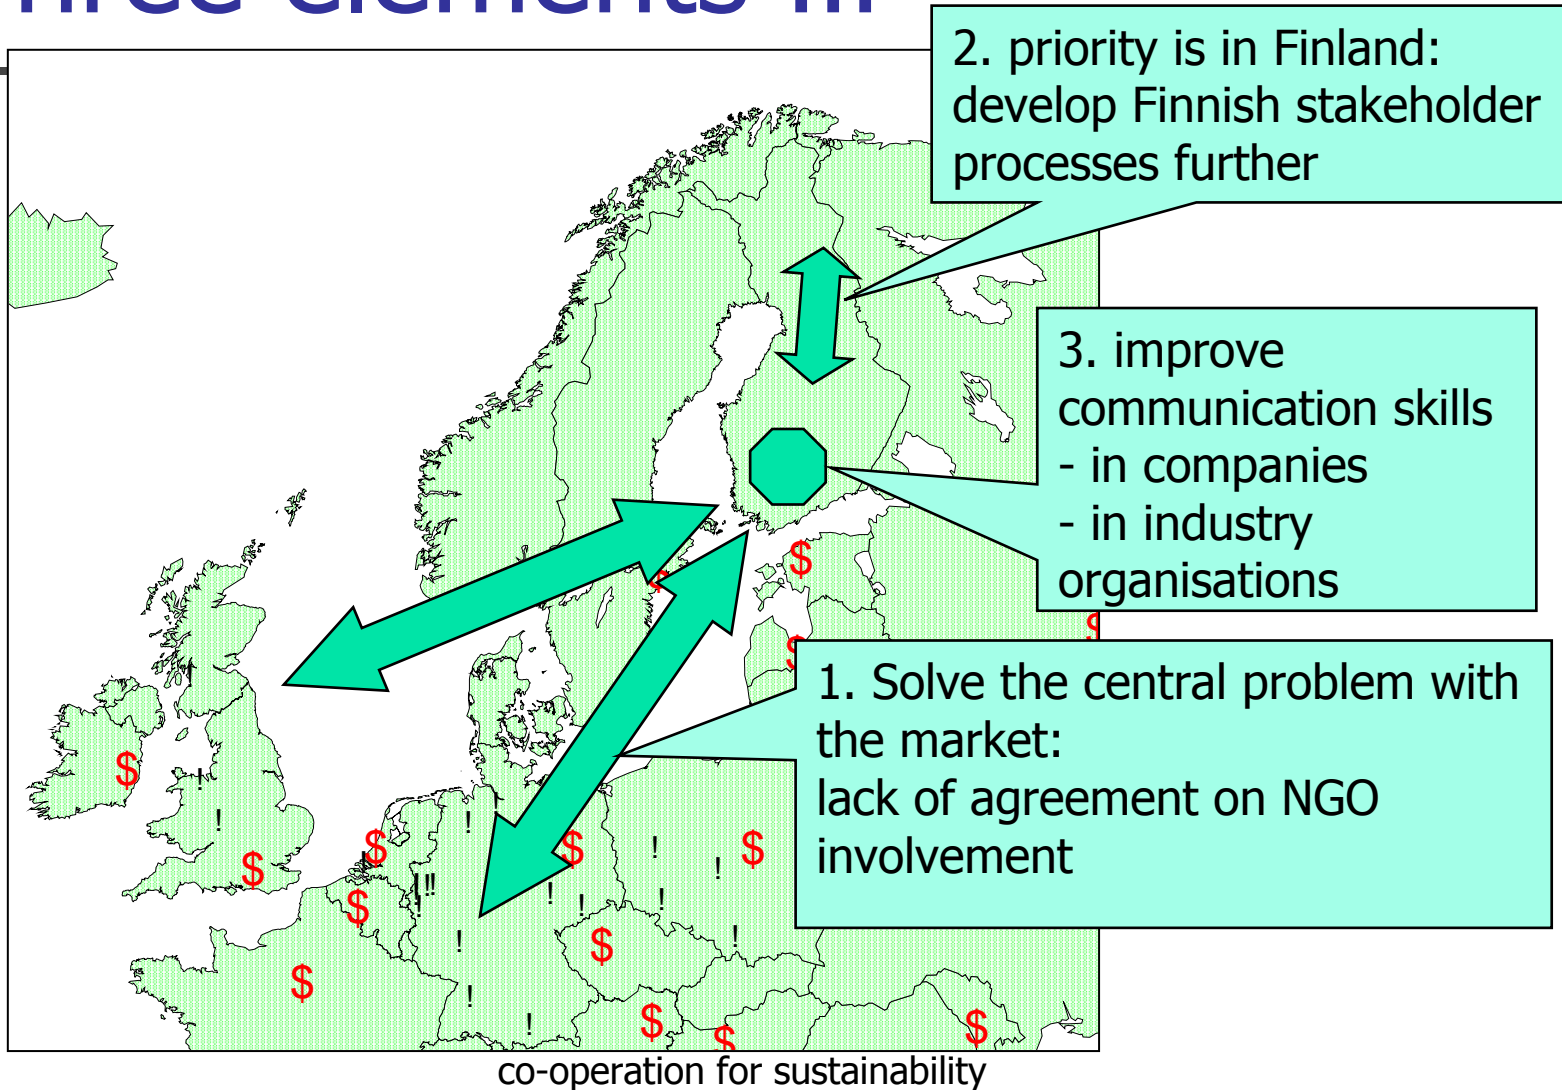 elements ...
2. priority is in Finland:
develop Finnish stakeholder
processes further
3. improve
communication skills
- in companies
- in industry
organisations
1. Solve the central problem with
the market:
lack of agreement on NGO
involvement
co-operation for sustainability